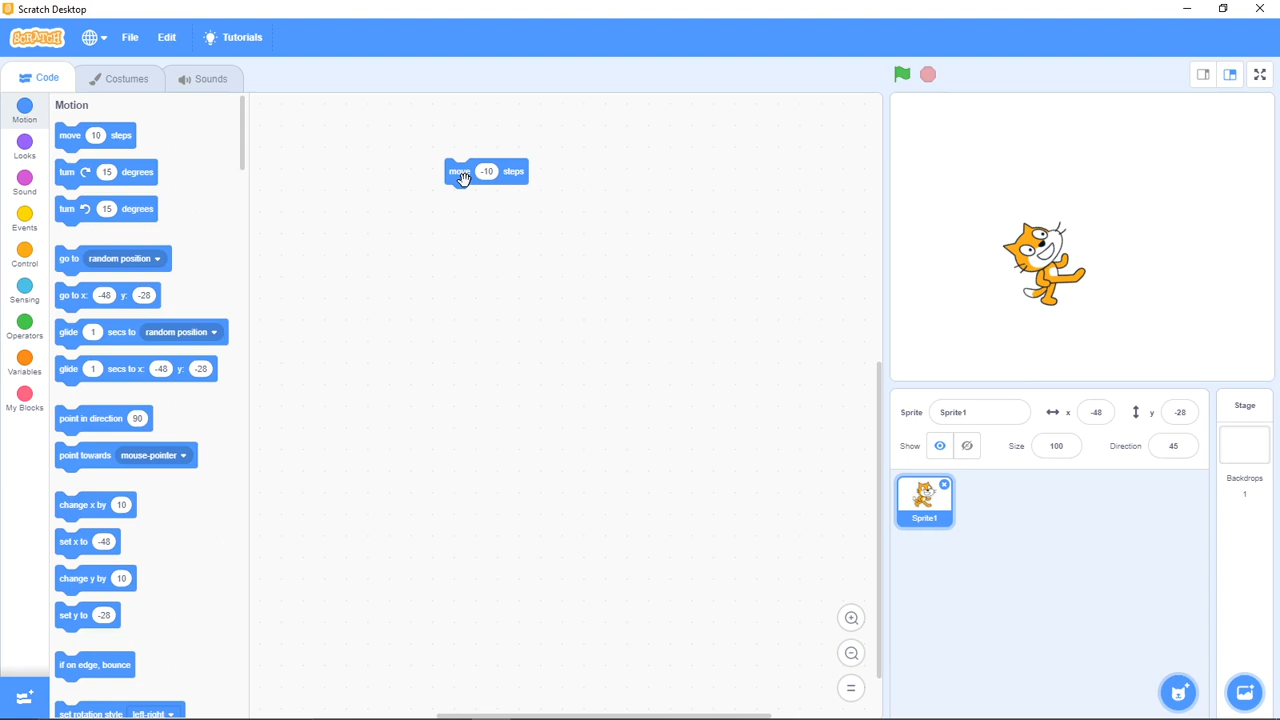 Scratch Desktop
SCRATCH File Edit Tutorials
Code Costumes Sounds
Motion
Looks
Sound
Events
Control
Sensing
Operators
Variables
My Blocks
Motion
move 10 steps
turn 15 degrees
turn 15 degrees
go to random position
go to x: -48 y: -28
glide 1 secs to random position
glide 1 secs to x: -48 y: -28
point in direction 90
point towards mouse-pointer
change x by 10
set x to -48
change y by 10
set y to -28
if on edge, bounce
set rotation style left-right
move -10 steps
Sprite Sprite1 x -48 y -28
Show Size 100 Direction 45
Sprite1
Stage
Backdrops
1